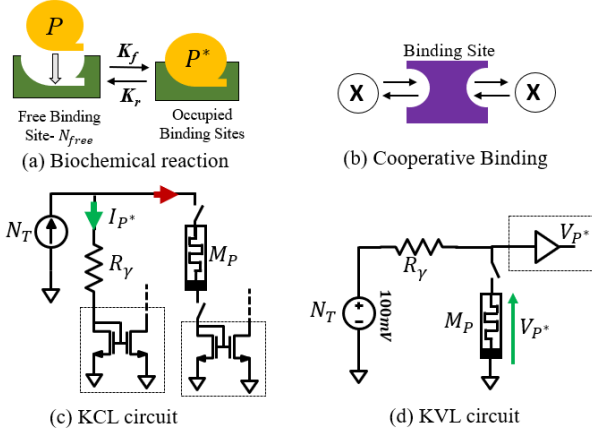 P
K_f
K_r
P*
Free Binding
Site- N_free
Occupied
Binding Sites
(a) Biochemical reaction
Binding Site
X
X
(b) Cooperative Binding
N_T
I_P*
R_γ
M_P
(c) KCL circuit
R_γ
V_P*
N_T
100mV
M_P
V_P*
(d) KVL circuit